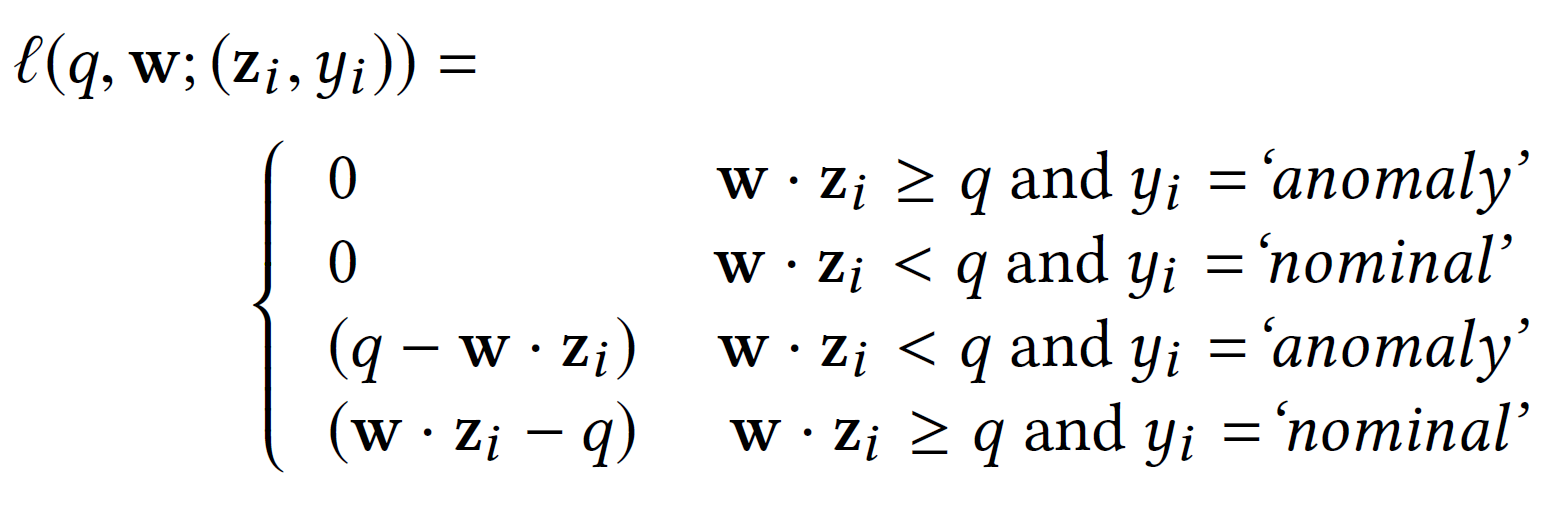 ℓ(q, w; (zᵢ, yᵢ)) =
0 w · zᵢ ≥ q and yᵢ = ‘anomaly’
0 w · zᵢ < q and yᵢ = ‘nominal’
(q − w · zᵢ) w · zᵢ < q and yᵢ = ‘anomaly’
(w · zᵢ − q) w · zᵢ ≥ q and yᵢ = ‘nominal’